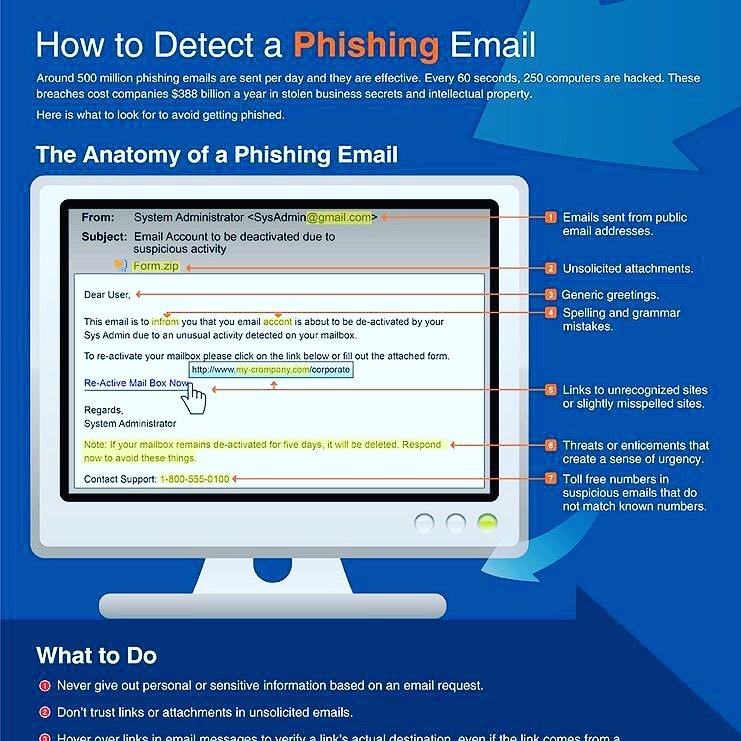 How to Detect a Phishing Email
Around 500 million phishing emails are sent per day and they are effective. Every 60 seconds, 250 computers are hacked. These
breaches cost companies $388 billion a year in stolen business secrets and intellectual property.
Here is what to look for to avoid getting phished.
The Anatomy of a Phishing Email
From: System Administrator <SysAdmin@gmail.com>
Subject: Email Account to be deactivated due to
suspicious activity
Form.zip
Dear User,
This email is to infrom you that you email accont is about to be de-activated by your
Sys Admin due to an unusual activity detected on your mailbox.
To re-activate your mailbox please click on the link below or fill out the attached form.
http://www.my-crompany.com/corporate
Re-Active Mail Box Now
Regards,
System Administrator
Note: If your mailbox remains de-activated for five days, it will be deleted. Respond
now to avoid these things.
Contact Support: 1-800-555-0100
1 Emails sent from public
email addresses.
2 Unsolicited attachments.
3 Generic greetings.
4 Spelling and grammar
mistakes.
5 Links to unrecognized sites
or slightly misspelled sites.
6 Threats or enticements that
create a sense of urgency.
7 Toll free numbers in
suspicious emails that do
not match known numbers.
What to Do
1 Never give out personal or sensitive information based on an email request.
2 Don't trust links or attachments in unsolicited emails.
3 Hover over links in email messages to verify a link's actual destination, even if the link comes from a